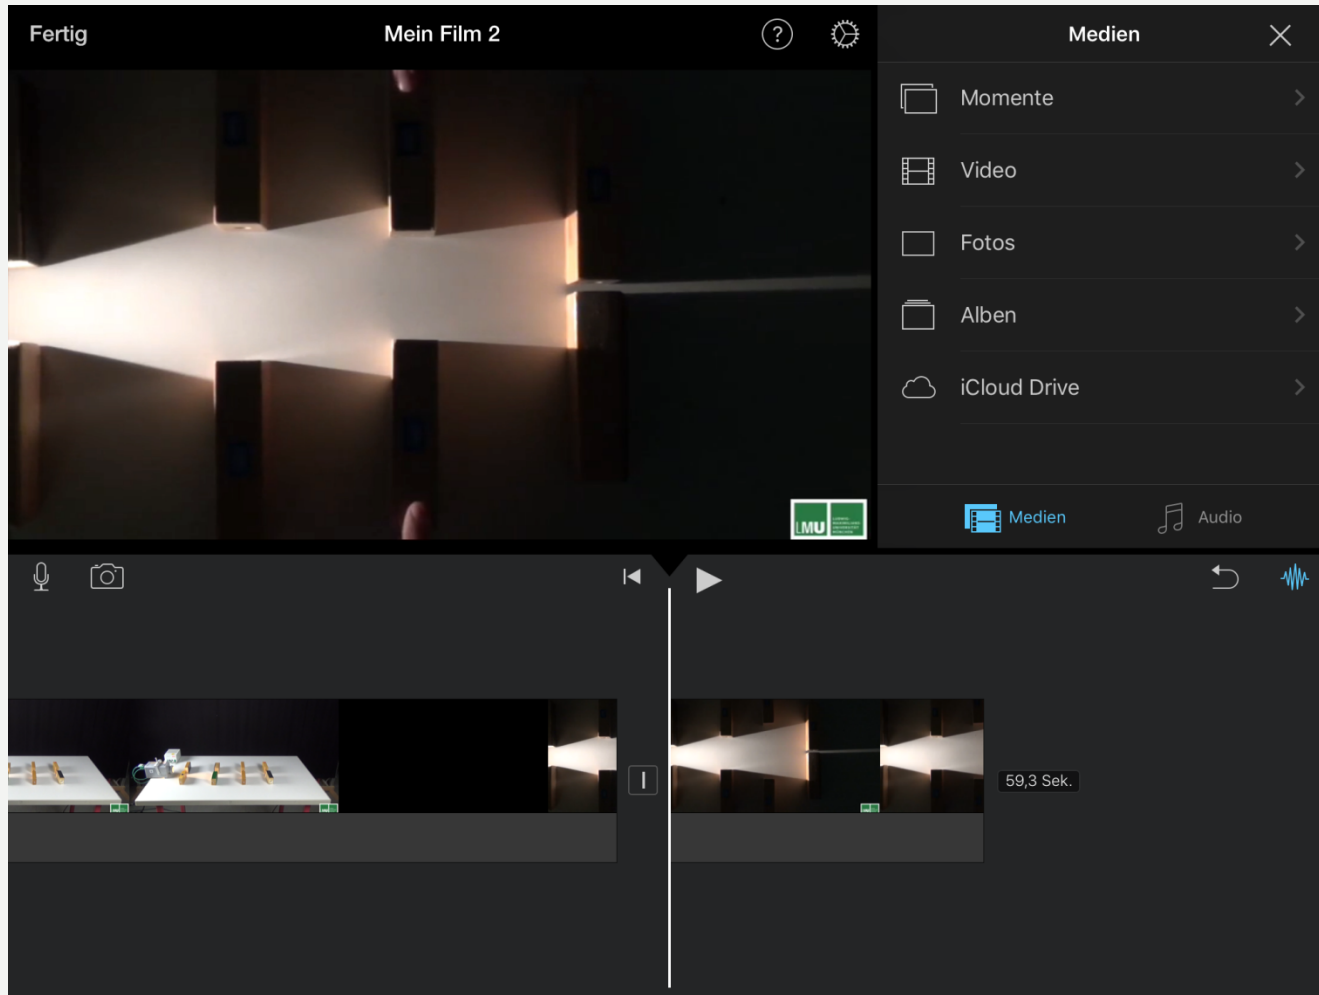 Fertig
Mein Film 2
?
Medien
Momente
Video
Fotos
Alben
iCloud Drive
LMU
Medien
Audio
59,3 Sek.